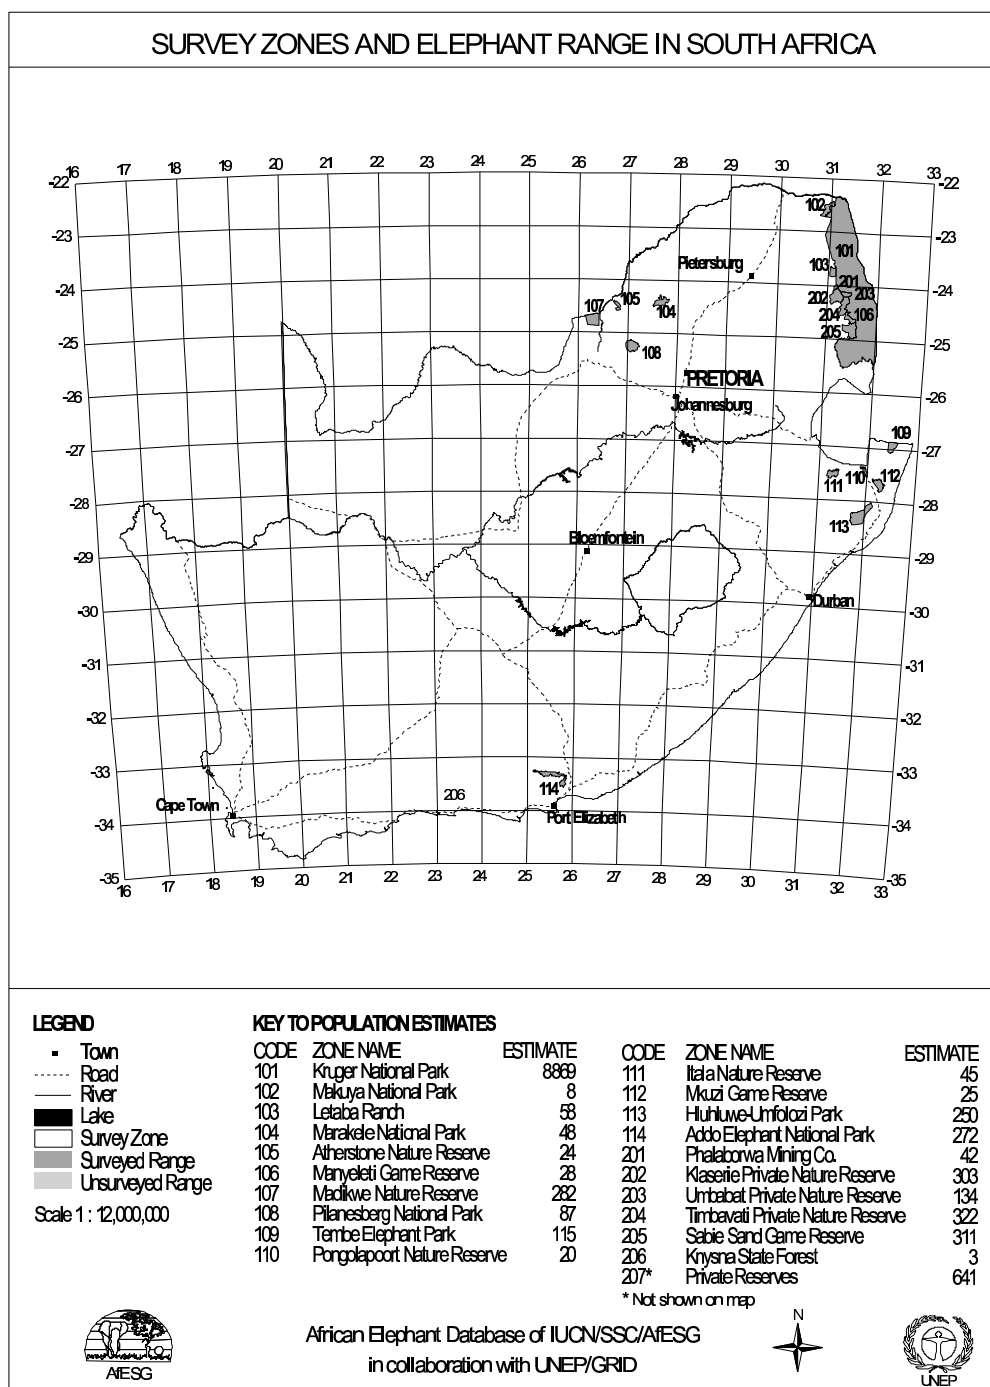 SURVEY ZONES AND ELEPHANT RANGE IN SOUTH AFRICA
16 17 18 19 20 21 22 23 24 25 26 27 28 29 30 31 32 33
-22 -22
-23 -23
-24 -24
-25 -25
-26 -26
-27 -27
-28 -28
-29 -29
-30 -30
-31 -31
-32 -32
-33 -33
-34 -34
-35 -35
16 17 18 19 20 21 22 23 24 25 26 27 28 29 30 31 32 33
102
101
Pietersburg
103
201
202 203
105
107 104
204 106
205
108
PRETORIA
Johannesburg
109
111 110 112
113
Bloemfontein
Durban
114
206
Cape Town
Port Elizabeth
LEGEND
Town
Road
River
Lake
Survey Zone
Surveyed Range
Unsurveyed Range
Scale 1 : 12,000,000
KEY TO POPULATION ESTIMATES
CODE ZONE NAME ESTIMATE
101 Kruger National Park 8869
102 Makuya National Park 8
103 Letaba Ranch 58
104 Marakele National Park 48
105 Atherstone Nature Reserve 24
106 Manyeleti Game Reserve 28
107 Madikwe Nature Reserve 282
108 Pilanesberg National Park 87
109 Tembe Elephant Park 115
110 Pongolapoort Nature Reserve 20
CODE ZONE NAME ESTIMATE
111 Itala Nature Reserve 45
112 Mkuzi Game Reserve 25
113 Hluhluwe-Umfolozi Park 250
114 Addo Elephant National Park 272
201 Phalaborwa Mining Co. 42
202 Klaserie Private Nature Reserve 303
203 Umbabat Private Nature Reserve 134
204 Timbavati Private Nature Reserve 322
205 Sabie Sand Game Reserve 311
206 Knysna State Forest 3
207* Private Reserves 641
* Not shown on map
African Elephant Database of IUCN/SSC/AfESG
in collaboration with UNEP/GRID
AfESG
N
UNEP